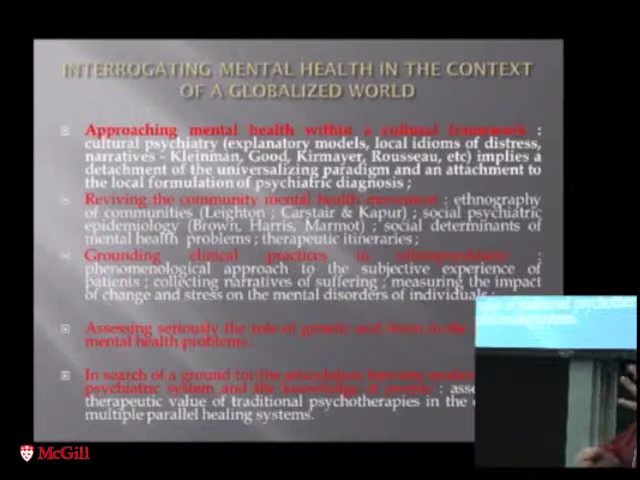 INTERROGATING MENTAL HEALTH IN THE CONTEXT
OF A GLOBALIZED WORLD
Approaching mental health within a cultural framework :
cultural psychiatry (explanatory models, local idioms of distress,
narratives - Kleinman, Good, Kirmayer, Rousseau, etc) implies a
detachment of the universalizing paradigm and an attachment to
the local formulation of psychiatric diagnosis ;
Reviving the community mental health movement : ethnography
of communities (Leighton ; Carstair & Kapur) ; social psychiatric
epidemiology (Brown, Harris, Marmot) ; social determinants of
mental health problems ; therapeutic itineraries ;
Grounding clinical practices in :
phenomenological approach to the subjective experience of
patients ; collecting narratives of suffering ; measuring the impact
of change and stress on the mental disorders of individuals ;
Assessing seriously the role of genetic and brain in the
mental health problems
In search of a ground for the
psychiatric system and the knowledge of people : asse
therapeutic value of traditional psychotherapies in the
multiple parallel healing systems.
McGill